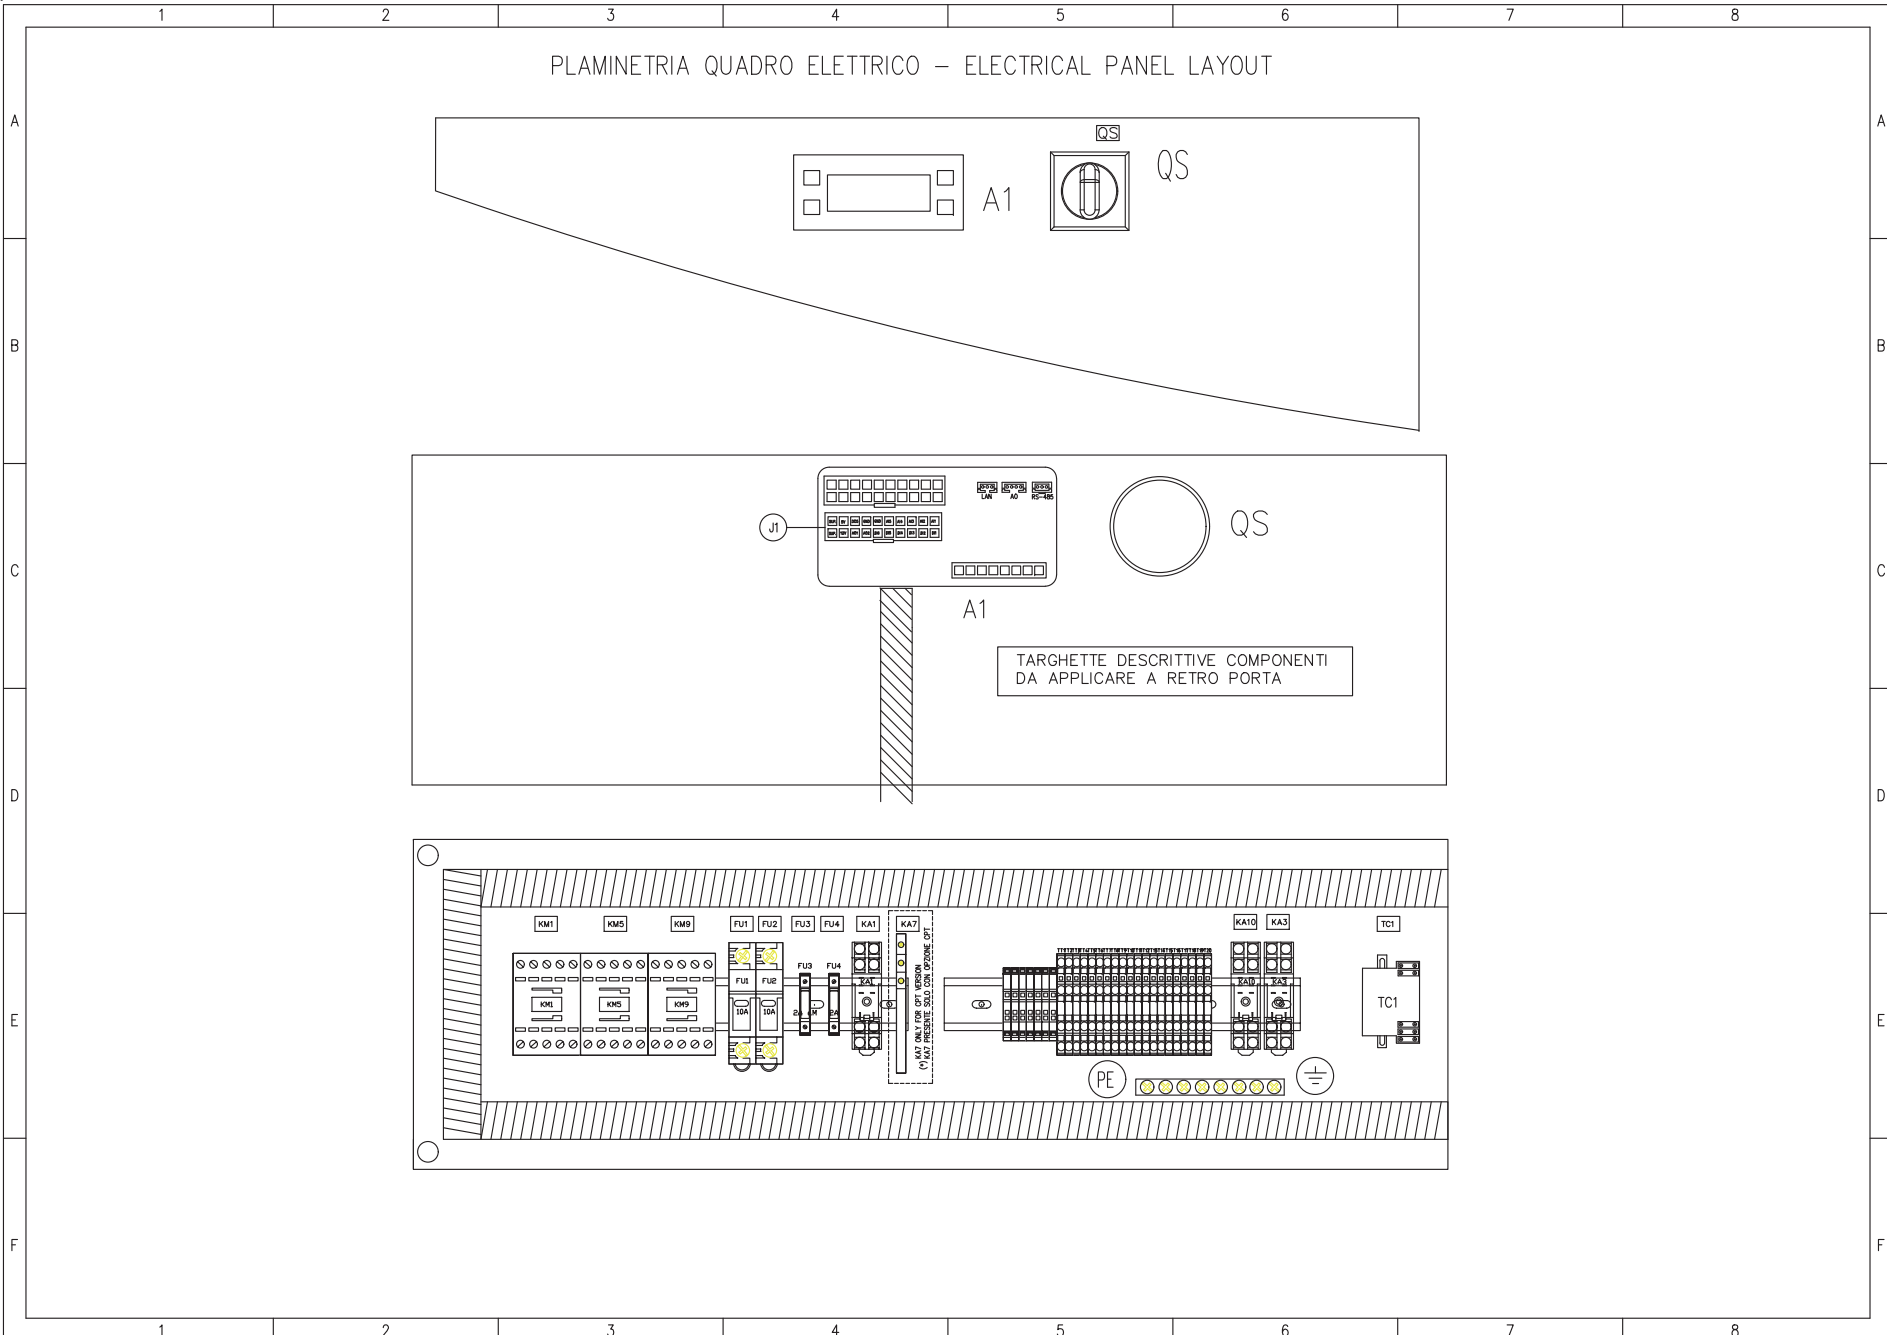 1 2 3 4 5 6 7 8
PLAMINETRIA QUADRO ELETTRICO – ELECTRICAL PANEL LAYOUT
A A
QS
QS
A1
B B
LAN A0 RS-485
J1
QS
C C
A1
TARGHETTE DESCRITTIVE COMPONENTI
DA APPLICARE A RETRO PORTA
D D
KM1 KM5 KM9 FU1 FU2 FU3 FU4 KA1 KA7 KA10 KA3 TC1
FU3 FU4
KM1 KM5 KM9 FU1 FU2 KA1 KA10 KA3 TC1
10A 10A 2A
(*) KA7 ONLY FOR CPT VERSION
KA7 PRESENTE SOLO CON OPZIONE CPT
E E
PE
F F
1 2 3 4 5 6 7 8